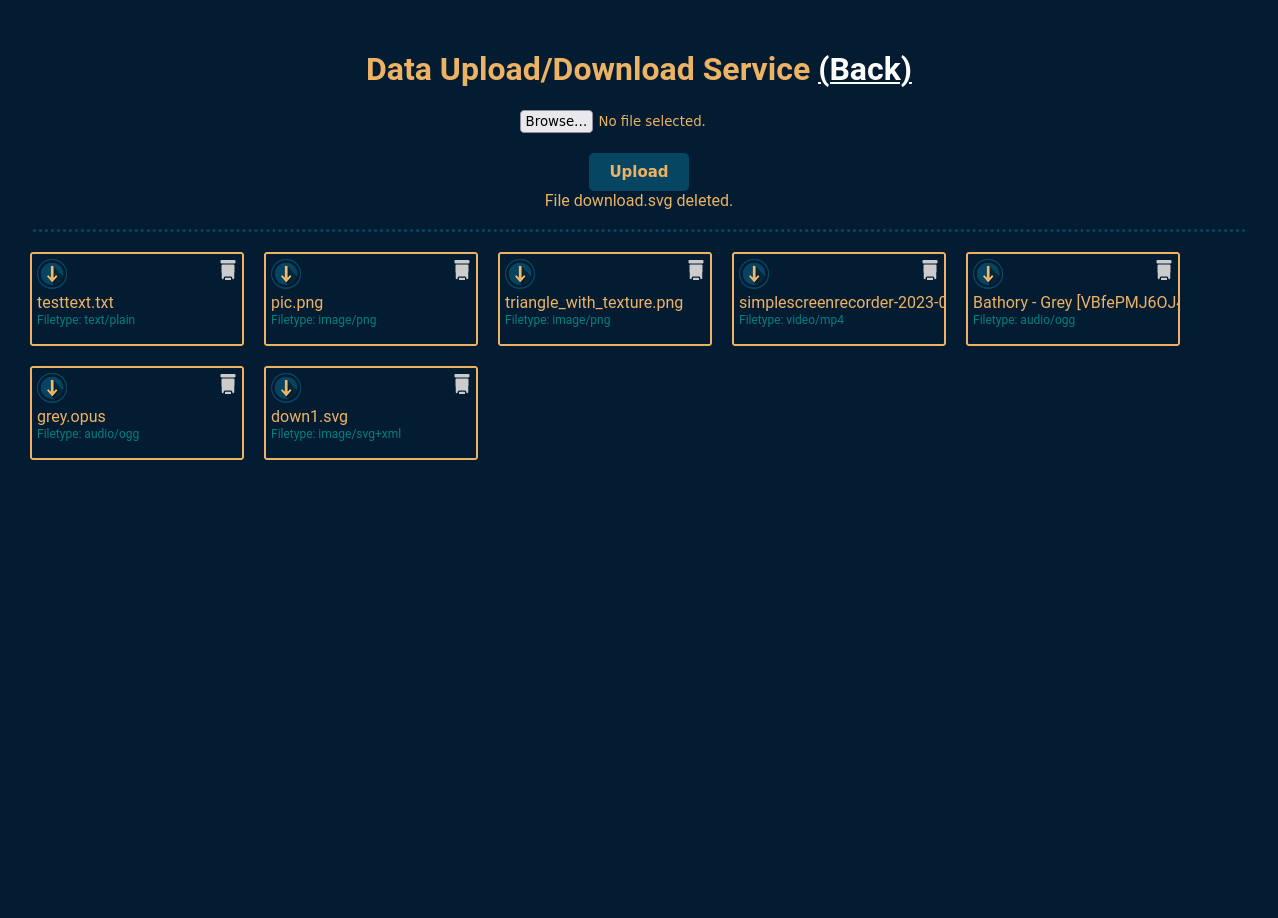 Data Upload/Download Service (Back)
Browse... No file selected.
Upload
File download.svg deleted.
testtext.txt
Filetype: text/plain
pic.png
Filetype: image/png
triangle_with_texture.png
Filetype: image/png
simplescreenrecorder-2023-0
Filetype: video/mp4
Bathory - Grey [VBfePMJ6OJ4
Filetype: audio/ogg
grey.opus
Filetype: audio/ogg
down1.svg
Filetype: image/svg+xml